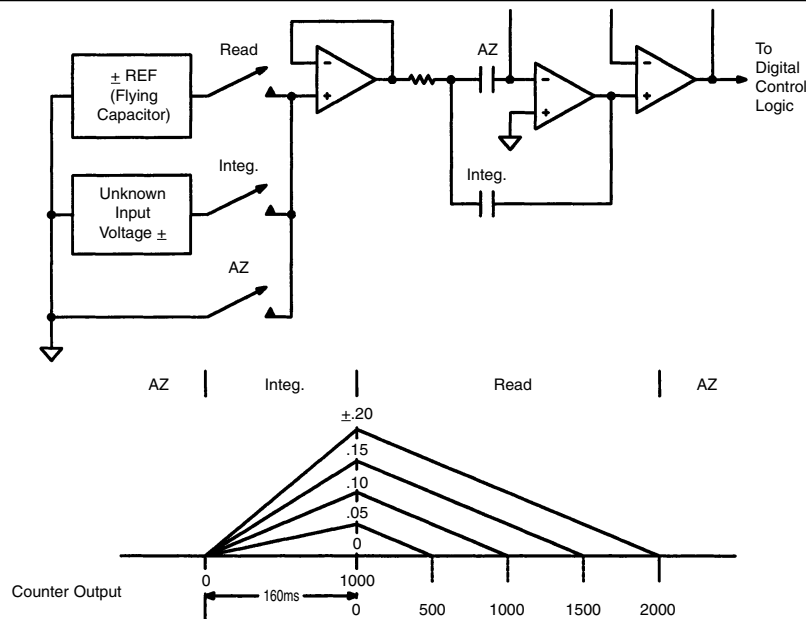 Read
± REF
(Flying
Capacitor)
AZ
To
Digital
Control
Logic
-
+
-
+
-
+
Integ.
Unknown
Input
Voltage ±
Integ.
AZ
AZ
Integ.
Read
AZ
±.20
.15
.10
.05
0
Counter Output
0
1000
160ms
0
500
1000
1500
2000